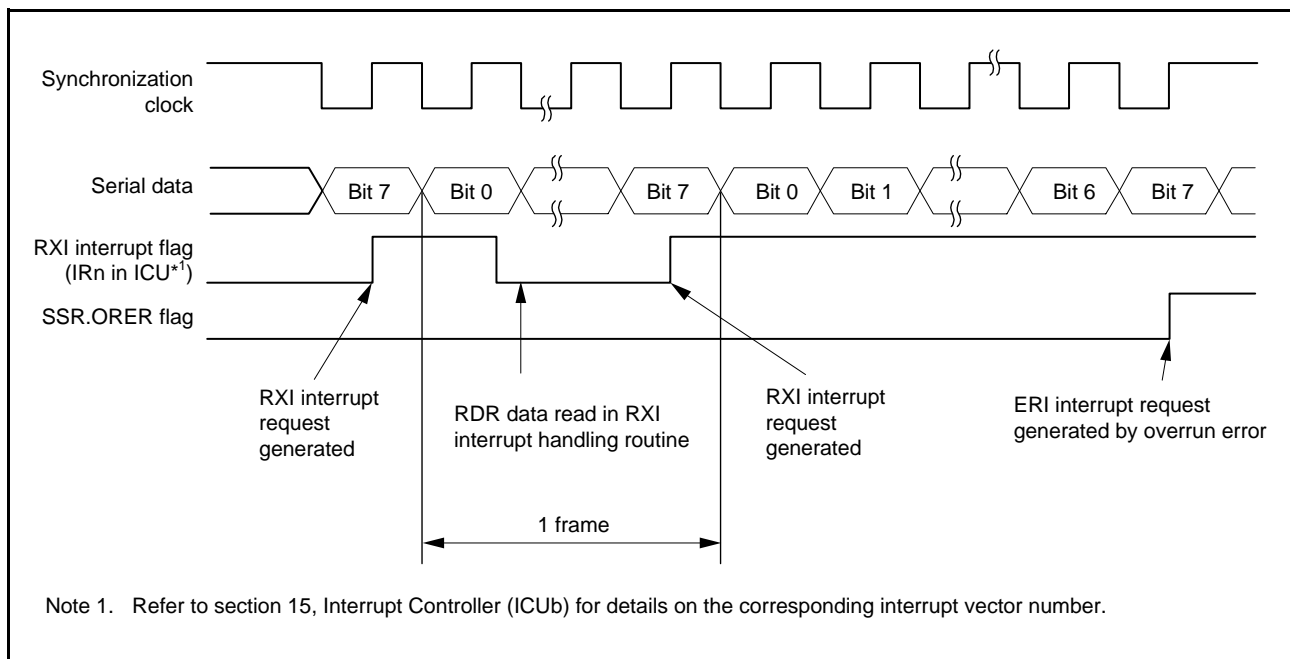 Synchronization
clock
Serial data
Bit 7
Bit 0
Bit 7
Bit 0
Bit 1
Bit 6
Bit 7
RXI interrupt flag
(IRn in ICU*1)
SSR.ORER flag
RXI interrupt
request
generated
RDR data read in RXI
interrupt handling routine
RXI interrupt
request
generated
ERI interrupt request
generated by overrun error
1 frame
Note 1. Refer to section 15, Interrupt Controller (ICUb) for details on the corresponding interrupt vector number.